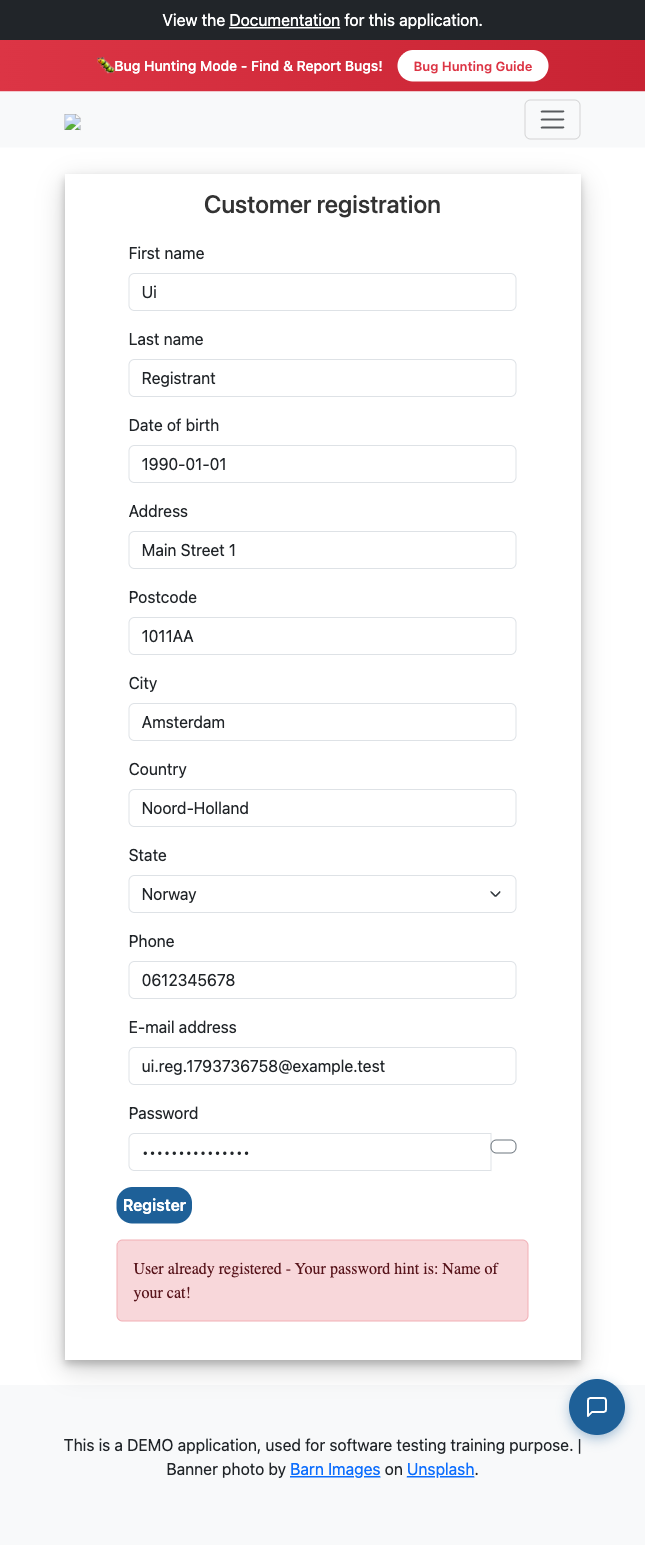 View the Documentation for this application.
Bug Hunting Mode - Find & Report Bugs! Bug Hunting Guide
Customer registration
First name
Ui
Last name
Registrant
Date of birth
1990-01-01
Address
Main Street 1
Postcode
1011AA
City
Amsterdam
Country
Noord-Holland
State
Norway
Phone
0612345678
E-mail address
ui.reg.1793736758@example.test
Password
•••••••••••••••
Register
User already registered - Your password hint is: Name of
your cat!
This is a DEMO application, used for software testing training purpose. |
Banner photo by Barn Images on Unsplash.